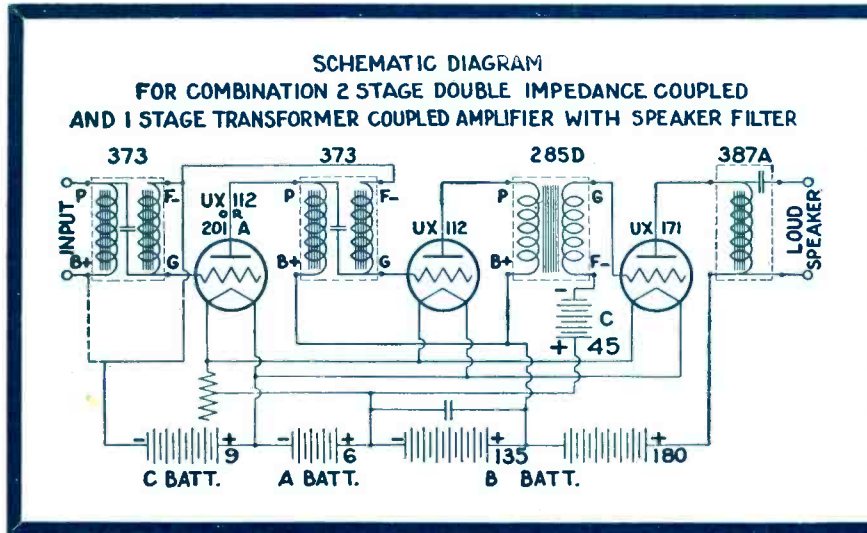 SCHEMATIC DIAGRAM
FOR COMBINATION 2 STAGE DOUBLE IMPEDANCE COUPLED
AND 1 STAGE TRANSFORMER COUPLED AMPLIFIER WITH SPEAKER FILTER
373 373 285D 387A
P F- UX 112 OR 201 A P F- UX 112 P G UX 171
INPUT LOUD SPEAKER
B+ G B+ G B+ F-
- C
+ 45
- + 9 - + 6 - + 135 + 180
C BATT. A BATT. B BATT.